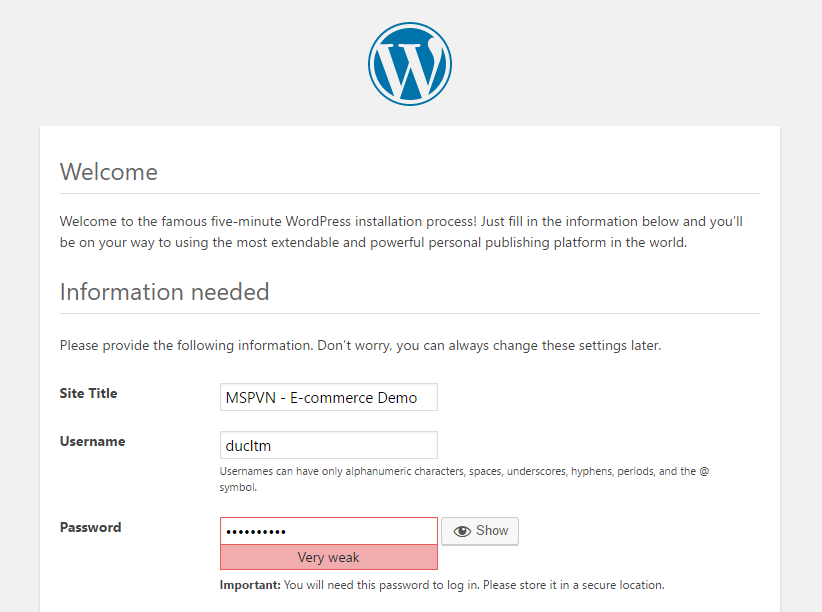 Welcome
Welcome to the famous five-minute WordPress installation process! Just fill in the information below and you’ll
be on your way to using the most extendable and powerful personal publishing platform in the world.
Information needed
Please provide the following information. Don’t worry, you can always change these settings later.
Site Title
MSPVN - E-commerce Demo
Username
ducltm
Usernames can have only alphanumeric characters, spaces, underscores, hyphens, periods, and the @
symbol.
Password
••••••••••
Show
Very weak
Important: You will need this password to log in. Please store it in a secure location.